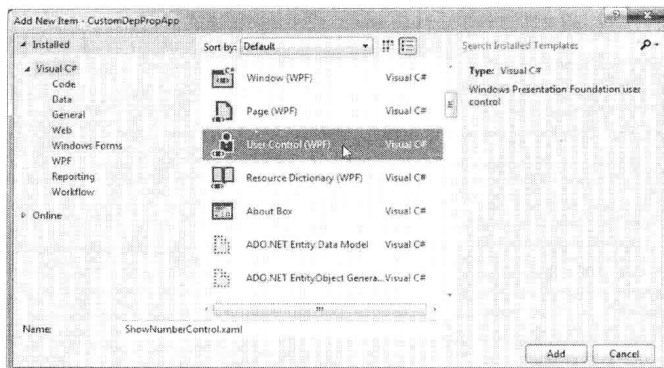 Add New Item - CustomDepPropApp
Installed
Visual C#
Code
Data
General
Web
Windows Forms
WPF
Reporting
Workflow
Online
Sort by: Default
Window (WPF) Visual C#
Page (WPF) Visual C#
User Control (WPF) Visual C#
Resource Dictionary (WPF) Visual C#
About Box Visual C#
ADO.NET Entity Data Model Visual C#
ADO.NET EntityObject Genera... Visual C#
Search Installed Templates
Type: Visual C#
Windows Presentation Foundation user
control
Name: ShowNumberControl.xaml
Add Cancel